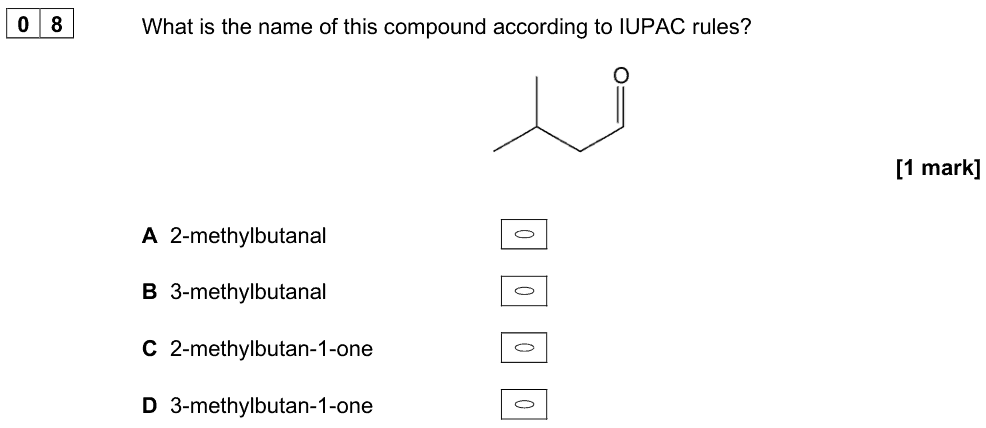 0 8 What is the name of this compound according to IUPAC rules?
O
[1 mark]
A 2-methylbutanal
B 3-methylbutanal
C 2-methylbutan-1-one
D 3-methylbutan-1-one